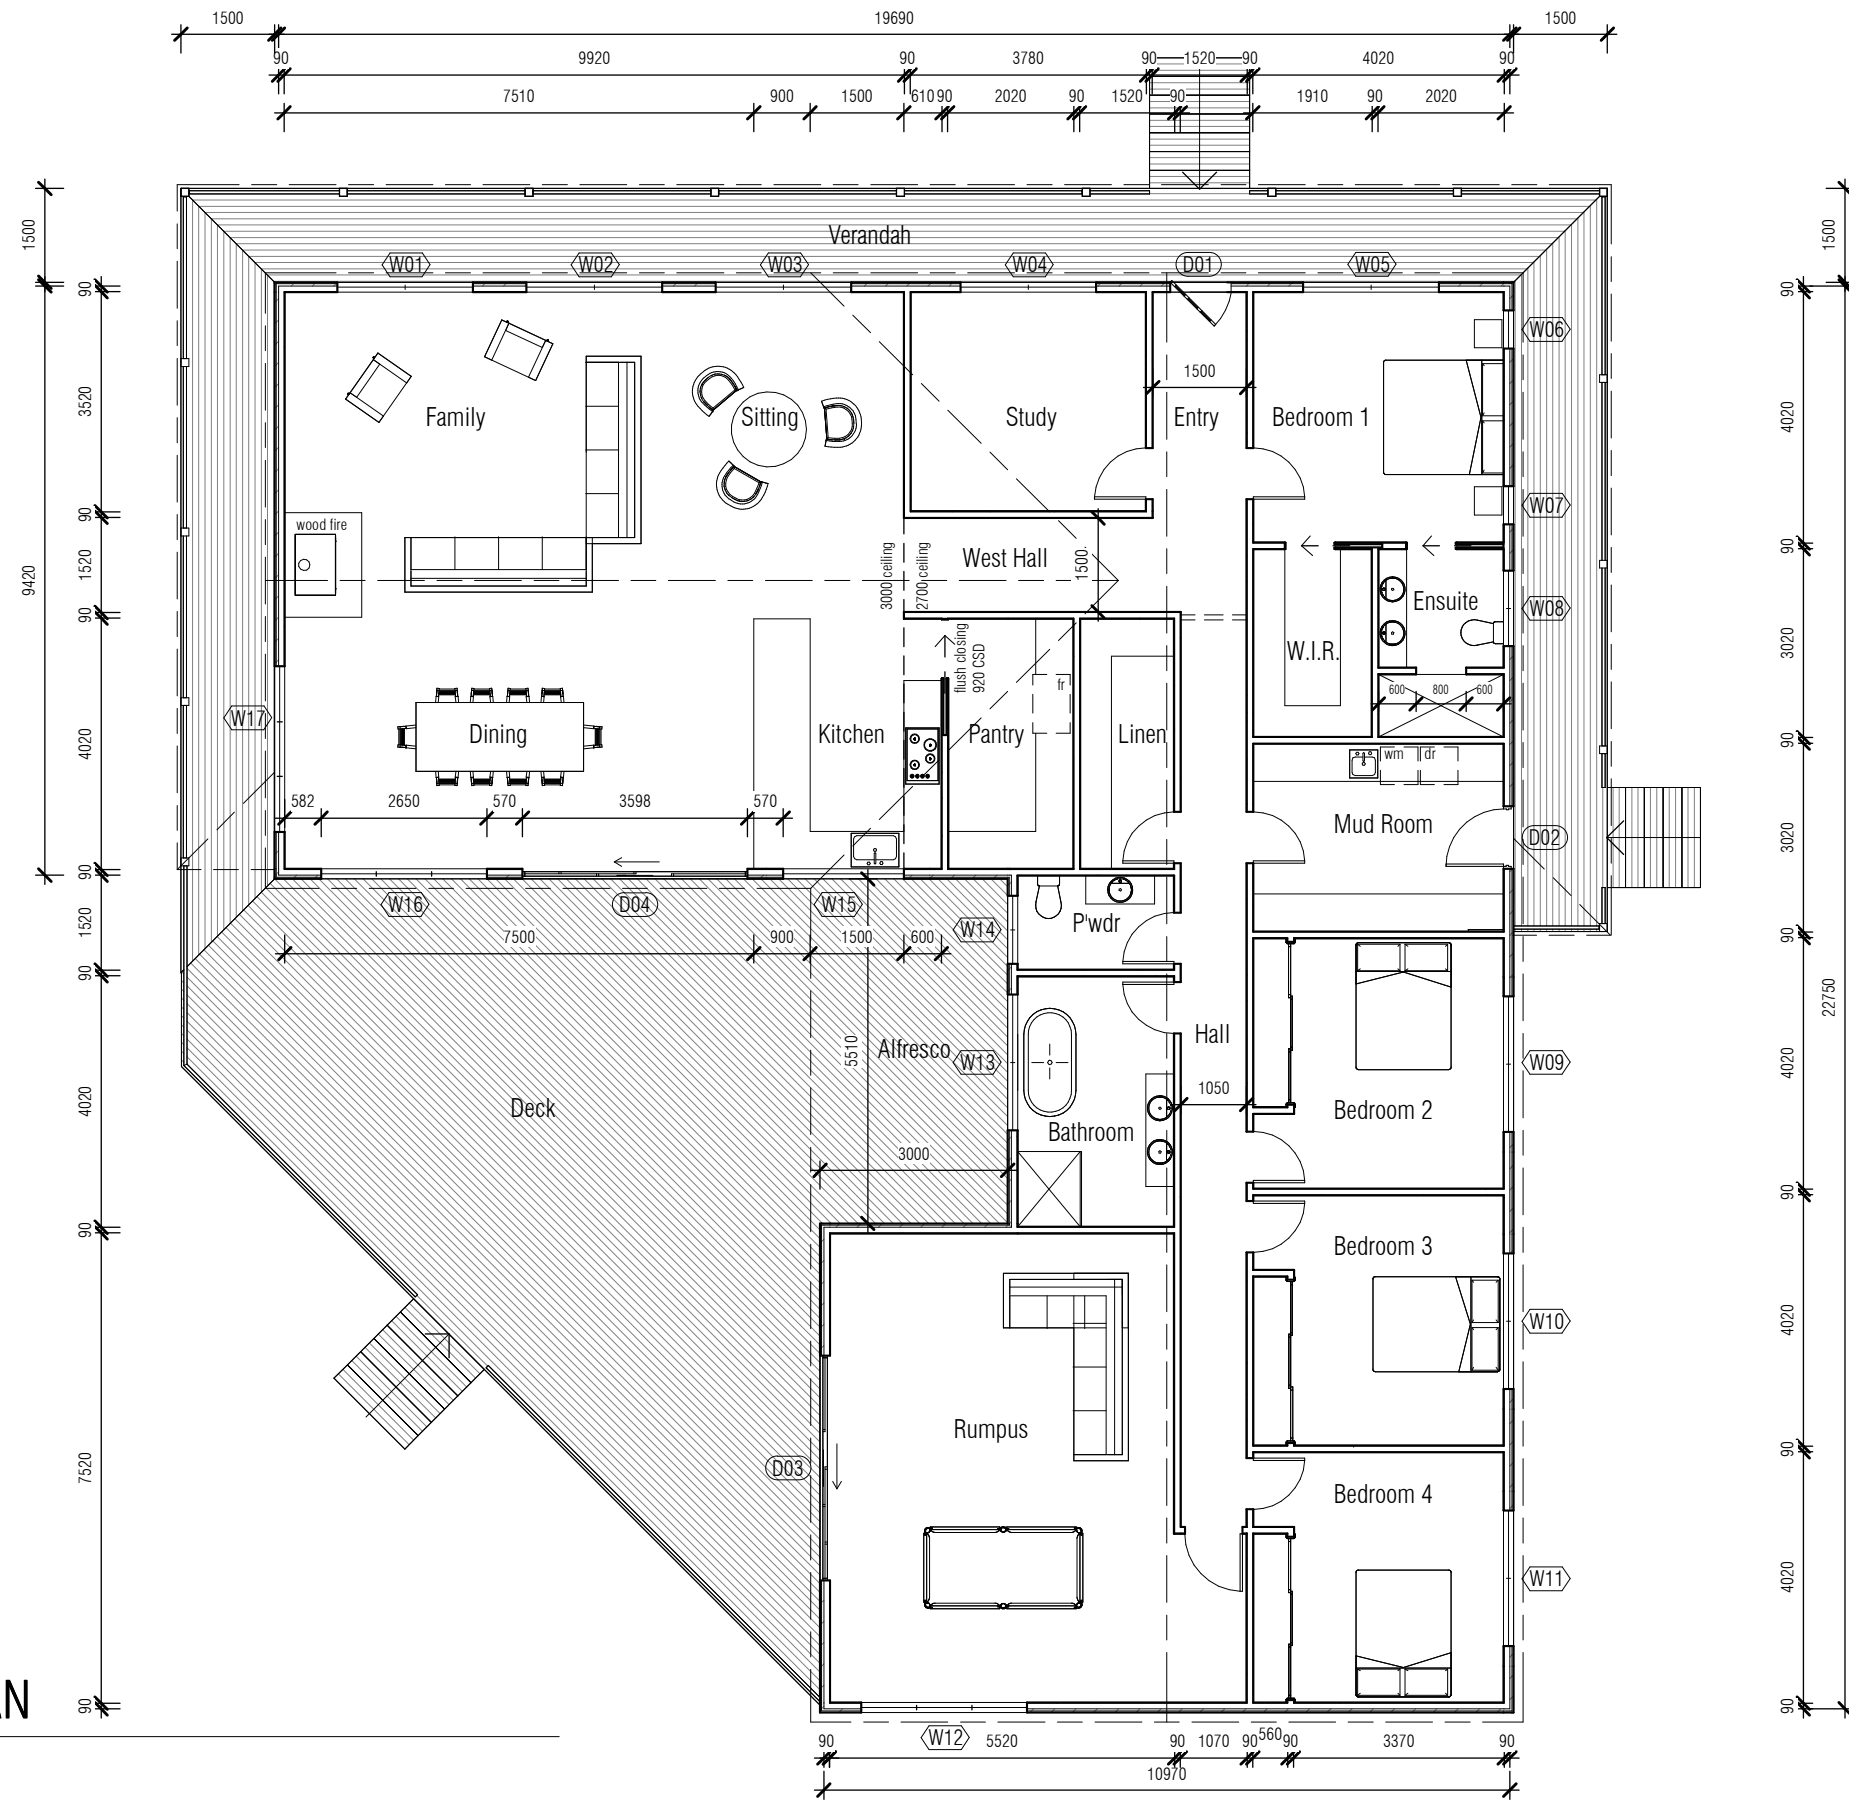 1500 19690 1500
90 9920 90 3780 90 1520 90 4020 90
7510 900 1500 610 90 2020 90 1520 90 1910 90 2020
1500
1500
Verandah
W01 W02 W03 W04 D01 W05
90
90
W06
1500
3520
4020
Family
Sitting
Study
Entry
Bedroom 1
90
W07
wood fire
90
1520
9420
3000 ceiling
2700 ceiling
West Hall
1500.
Ensuite
W08
90
flush closing
920 CSD
W.I.R.
3020
fr
600 800 600
W17
4020
Dining
Kitchen
Pantry
Linen
wm dr
90
582 2650 570 3598 570
Mud Room
D02
3020
90
W16 D04 W15
P'wdr
W14
1520
7500 900 1500 600
90
90
22750
5510
Alfresco
W13
Hall
W09
4020
4020
Deck
1050
Bedroom 2
Bathroom
3000
90
90
Bedroom 3
W10
4020
Rumpus
D03
7520
90
Bedroom 4
W11
4020
AN
90
90
W12
90 5520 90 1070 90 560 90 3370 90
10970